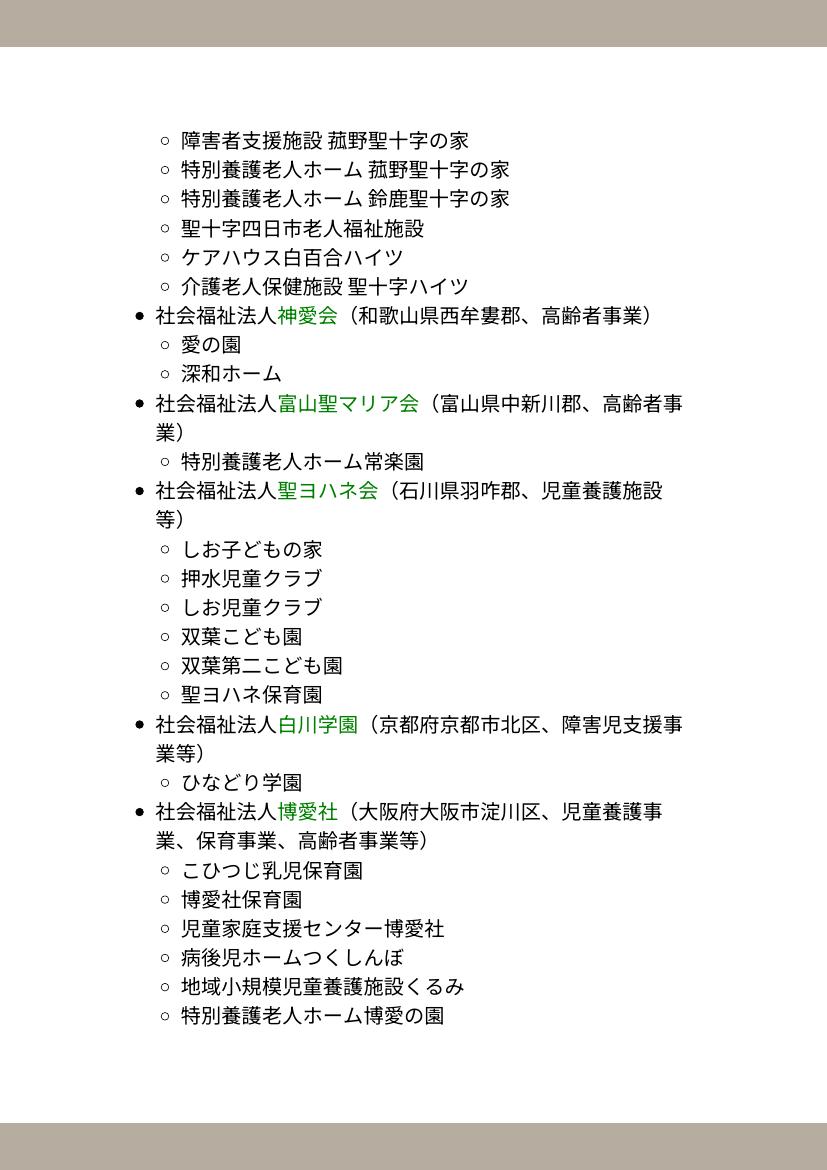 障害者支援施設 菰野聖十字の家
特別養護老人ホーム 菰野聖十字の家
特別養護老人ホーム 鈴鹿聖十字の家
聖十字四日市老人福祉施設
ケアハウス白百合ハイツ
介護老人保健施設 聖十字ハイツ
社会福祉法人神愛会（和歌山県西牟婁郡、高齢者事業）
愛の園
深和ホーム
社会福祉法人富山聖マリア会（富山県中新川郡、高齢者事
業）
特別養護老人ホーム常楽園
社会福祉法人聖ヨハネ会（石川県羽咋郡、児童養護施設
等）
しお子どもの家
押水児童クラブ
しお児童クラブ
双葉こども園
双葉第二こども園
聖ヨハネ保育園
社会福祉法人白川学園（京都府京都市北区、障害児支援事
業等）
ひなどり学園
社会福祉法人博愛社（大阪府大阪市淀川区、児童養護事
業、保育事業、高齢者事業等）
こひつじ乳児保育園
博愛社保育園
児童家庭支援センター博愛社
病後児ホームつくしんぼ
地域小規模児童養護施設くるみ
特別養護老人ホーム博愛の園